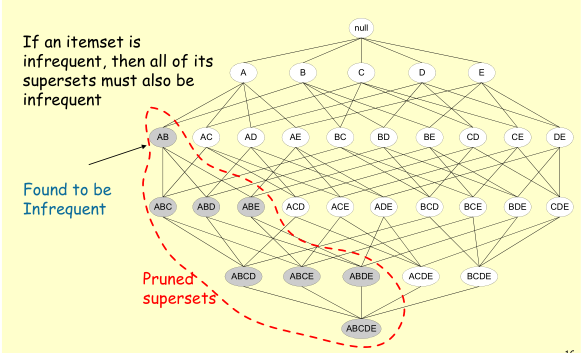 If an itemset is
infrequent, then all of its
supersets must also be
infrequent
null
A B C D E
AB AC AD AE BC BD BE CD CE DE
Found to be
Infrequent
ABC ABD ABE ACD ACE ADE BCD BCE BDE CDE
Pruned
supersets
ABCD ABCE ABDE ACDE BCDE
ABCDE